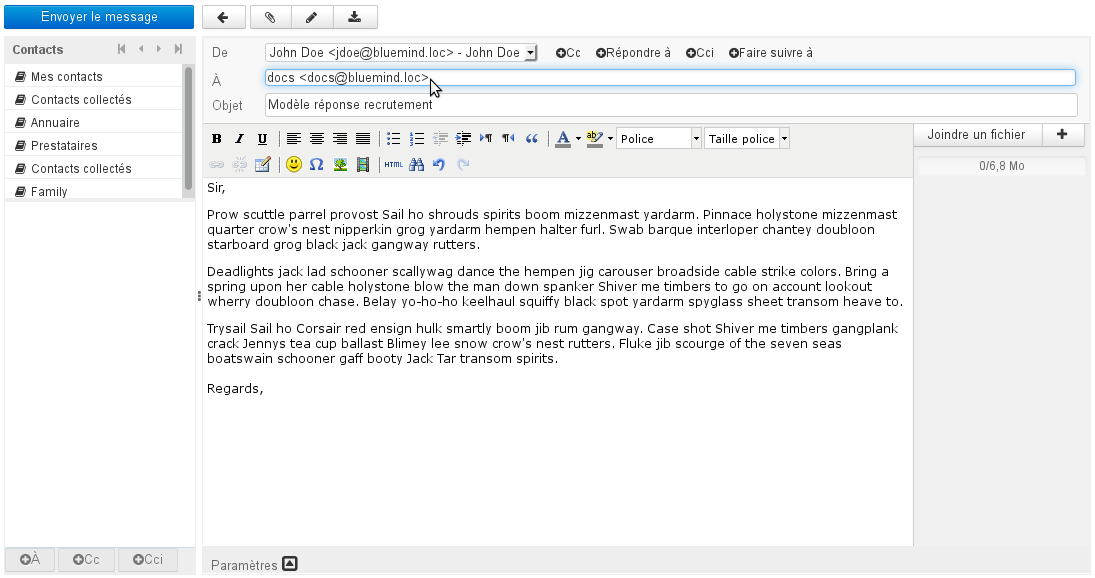 Envoyer le message
Contacts
Mes contacts
Contacts collectés
Annuaire
Prestataires
Contacts collectés
Family
À Cc Cci
De John Doe <jdoe@bluemind.loc> - John Doe Cc Répondre à Cci Faire suivre à
À docs <docs@bluemind.loc>
Objet Modèle réponse recrutement
B I U A ab Police Taille police
HTML
Joindre un fichier
0/6,8 Mo
Sir,
Prow scuttle parrel provost Sail ho shrouds spirits boom mizzenmast yardarm. Pinnace holystone mizzenmast
quarter crow's nest nipperkin grog yardarm hempen halter furl. Swab barque interloper chantey doubloon
starboard grog black jack gangway rutters.
Deadlights jack lad schooner scallywag dance the hempen jig carouser broadside cable strike colors. Bring a
spring upon her cable holystone blow the man down spanker Shiver me timbers to go on account lookout
wherry doubloon chase. Belay yo-ho-ho keelhaul squiffy black spot yardarm spyglass sheet transom heave to.
Trysail Sail ho Corsair red ensign hulk smartly boom jib rum gangway. Case shot Shiver me timbers gangplank
crack Jennys tea cup ballast Blimey lee snow crow's nest rutters. Fluke jib scourge of the seven seas
boatswain schooner gaff booty Jack Tar transom spirits.
Regards,
Paramètres